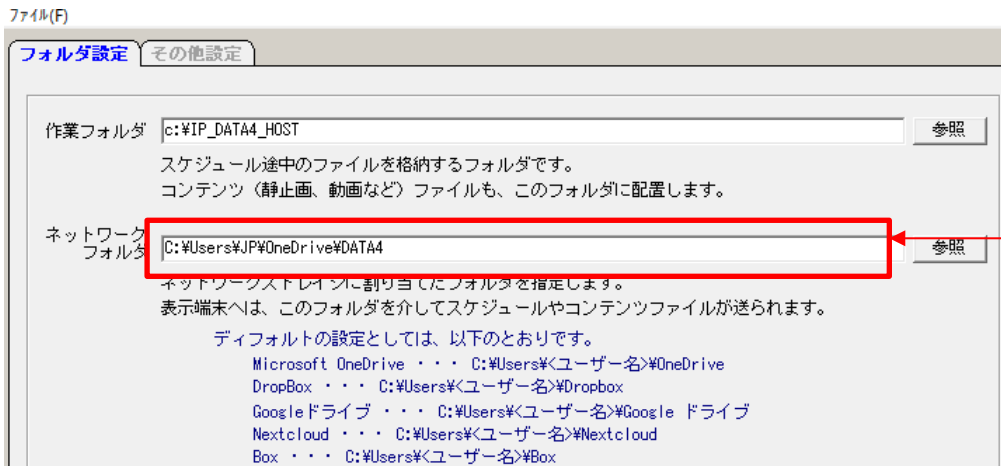 ファイル(F)
フォルダ設定 その他設定
作業フォルダ c:¥IP_DATA4_HOST 参照
スケジュール途中のファイルを格納するフォルダです。
コンテンツ（静止画、動画など）ファイルも、このフォルダに配置します。
ネットワーク
フォルダ C:¥Users¥JP¥OneDrive¥DATA4 参照
ネットワークストレイジに割り当てたフォルダを指定します。
表示端末へは、このフォルダを介してスケジュールやコンテンツファイルが送られます。
ディフォルトの設定としては、以下のとおりです。
Microsoft OneDrive ・・・ C:¥Users¥<ユーザー名>¥OneDrive
DropBox ・・・ C:¥Users¥<ユーザー名>¥Dropbox
Googleドライブ ・・・ C:¥Users¥<ユーザー名>¥Google ドライブ
Nextcloud ・・・ C:¥Users¥<ユーザー名>¥Nextcloud
Box ・・・ C:¥Users¥<ユーザー名>¥Box